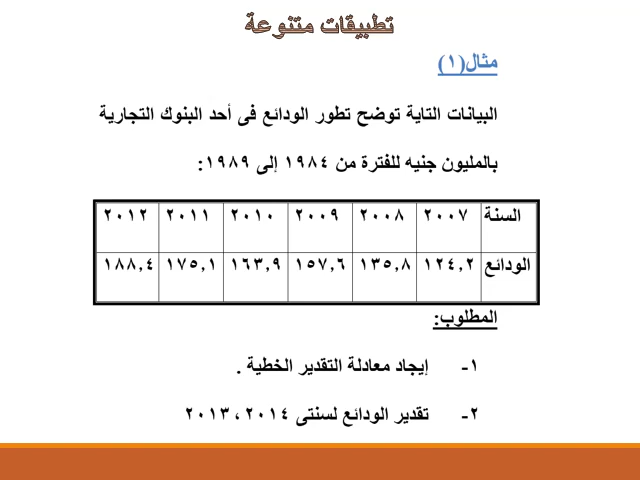 تطبيقات متنوعة
مثال(١)
البيانات التاية توضح تطور الودائع فى أحد البنوك التجارية
بالمليون جنيه للفترة من ١٩٨٤ إلى ١٩٨٩:
السنة ٢٠٠٧ ٢٠٠٨ ٢٠٠٩ ٢٠١٠ ٢٠١١ ٢٠١٢
الودائع ١٢٤,٢ ١٣٥,٨ ١٥٧,٦ ١٦٣,٩ ١٧٥,١ ١٨٨,٤
المطلوب:
١- إيجاد معادلة التقدير الخطية .
٢- تقدير الودائع لسنتى ٢٠١٤ ، ٢٠١٣